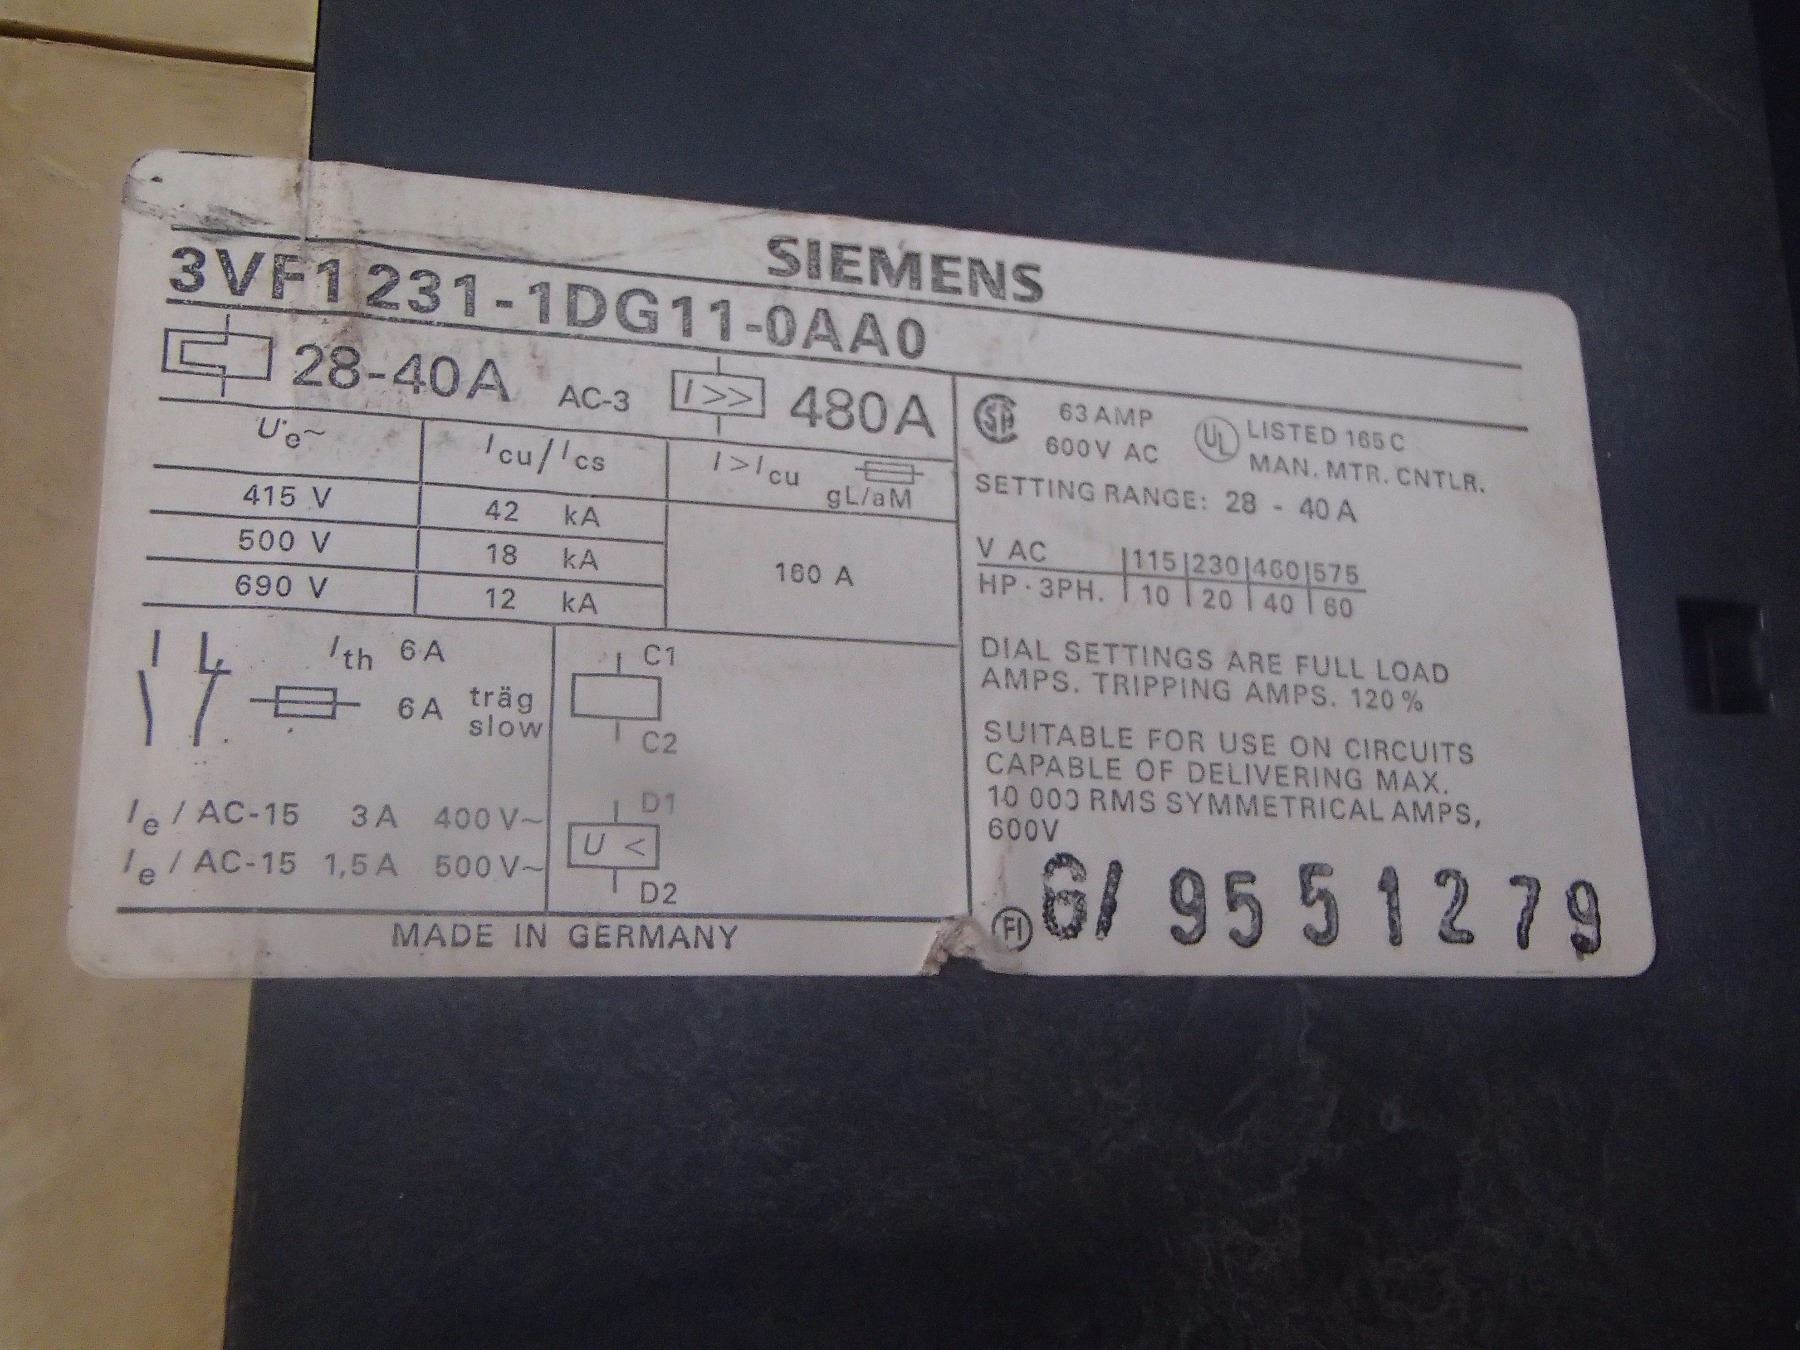 SIEMENS
3VF1 231-1DG11-0AA0
28-40A AC-3 I>> 480A
Ue~ Icu/Ics I>Icu gL/aM
415 V 42 kA
500 V 18 kA 160 A
690 V 12 kA
Ith 6A
6A träg
slow
Ie / AC-15 3A 400V~
Ie / AC-15 1,5A 500V~
C1
C2
D1
U <
D2
MADE IN GERMANY
SA 63 AMP UL LISTED 165C
600V AC MAN. MTR. CNTLR.
SETTING RANGE: 28 - 40A
V AC 115 230 460 575
HP · 3PH. 10 20 40 60
DIAL SETTINGS ARE FULL LOAD
AMPS. TRIPPING AMPS. 120%
SUITABLE FOR USE ON CIRCUITS
CAPABLE OF DELIVERING MAX.
10 000 RMS SYMMETRICAL AMPS,
600V
FI G/ 9551279